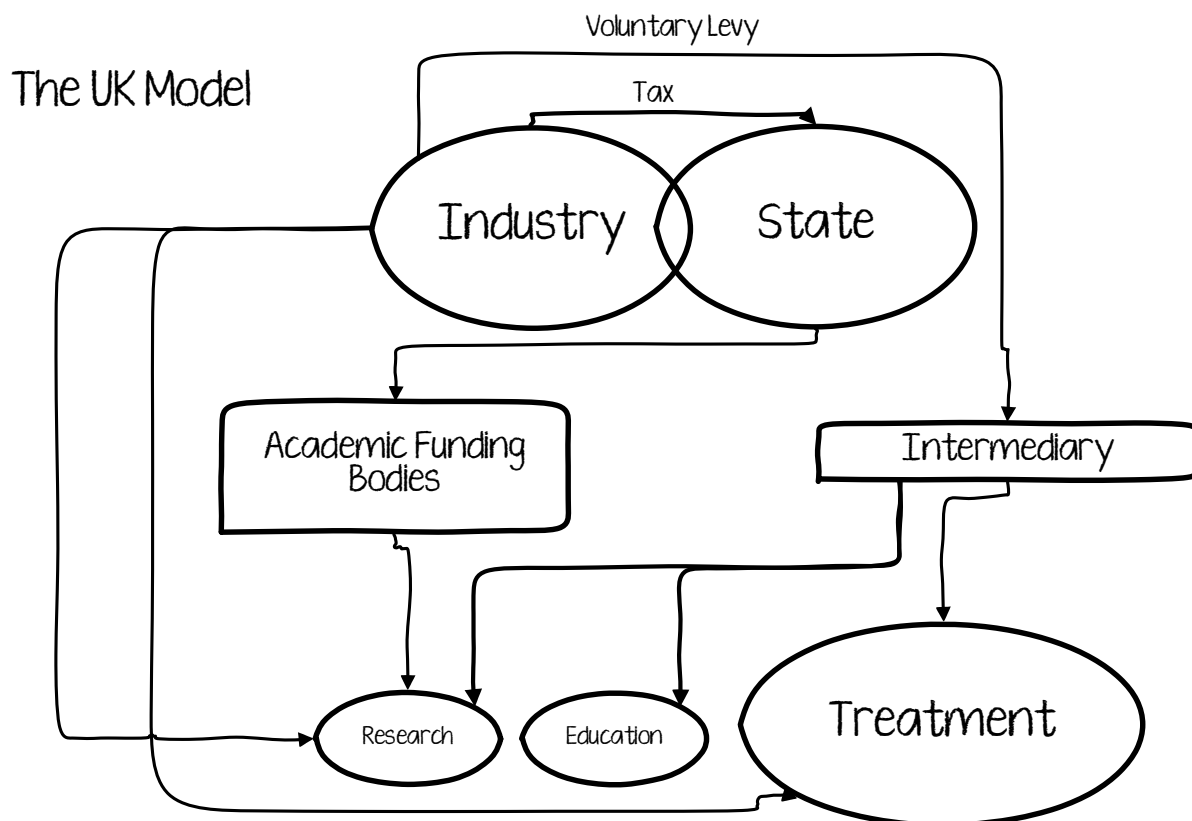 Voluntary Levy
The UK Model
Tax
Industry
State
Academic Funding
Bodies
Intermediary
Research
Education
Treatment